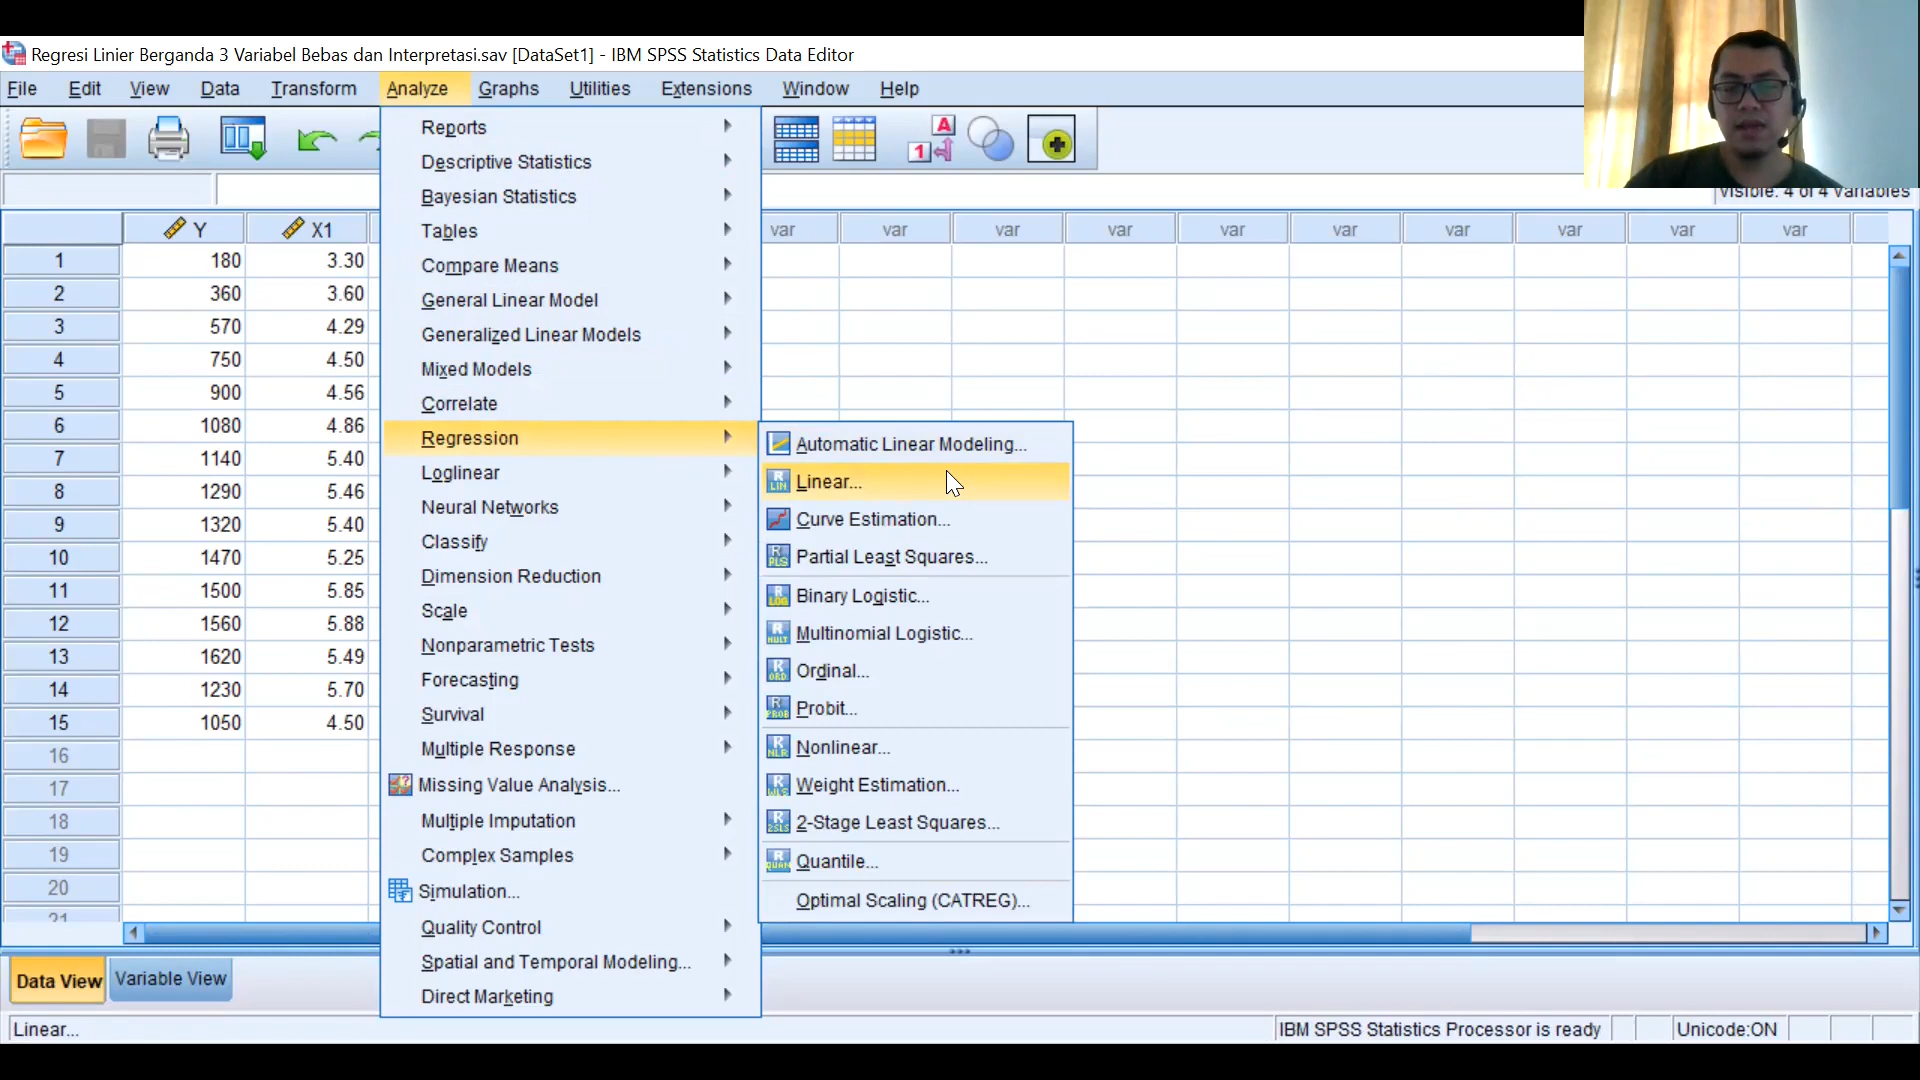 Regresi Linier Berganda 3 Variabel Bebas dan Interpretasi.sav [DataSet1] - IBM SPSS Statistics Data Editor
File Edit View Data Transform Analyze Graphs Utilities Extensions Window Help
Visible: 4 of 4 Variables
Y X1 var var var var var var var var var var
1 180 3.30
2 360 3.60
3 570 4.29
4 750 4.50
5 900 4.56
6 1080 4.86
7 1140 5.40
8 1290 5.46
9 1320 5.40
10 1470 5.25
11 1500 5.85
12 1560 5.88
13 1620 5.49
14 1230 5.70
15 1050 4.50
16
17
18
19
20
21
Reports
Descriptive Statistics
Bayesian Statistics
Tables
Compare Means
General Linear Model
Generalized Linear Models
Mixed Models
Correlate
Regression
Loglinear
Neural Networks
Classify
Dimension Reduction
Scale
Nonparametric Tests
Forecasting
Survival
Multiple Response
Missing Value Analysis...
Multiple Imputation
Complex Samples
Simulation...
Quality Control
Spatial and Temporal Modeling...
Direct Marketing
Automatic Linear Modeling...
Linear...
Curve Estimation...
Partial Least Squares...
Binary Logistic...
Multinomial Logistic...
Ordinal...
Probit...
Nonlinear...
Weight Estimation...
2-Stage Least Squares...
Quantile...
Optimal Scaling (CATREG)...
Data View Variable View
Linear... IBM SPSS Statistics Processor is ready Unicode:ON